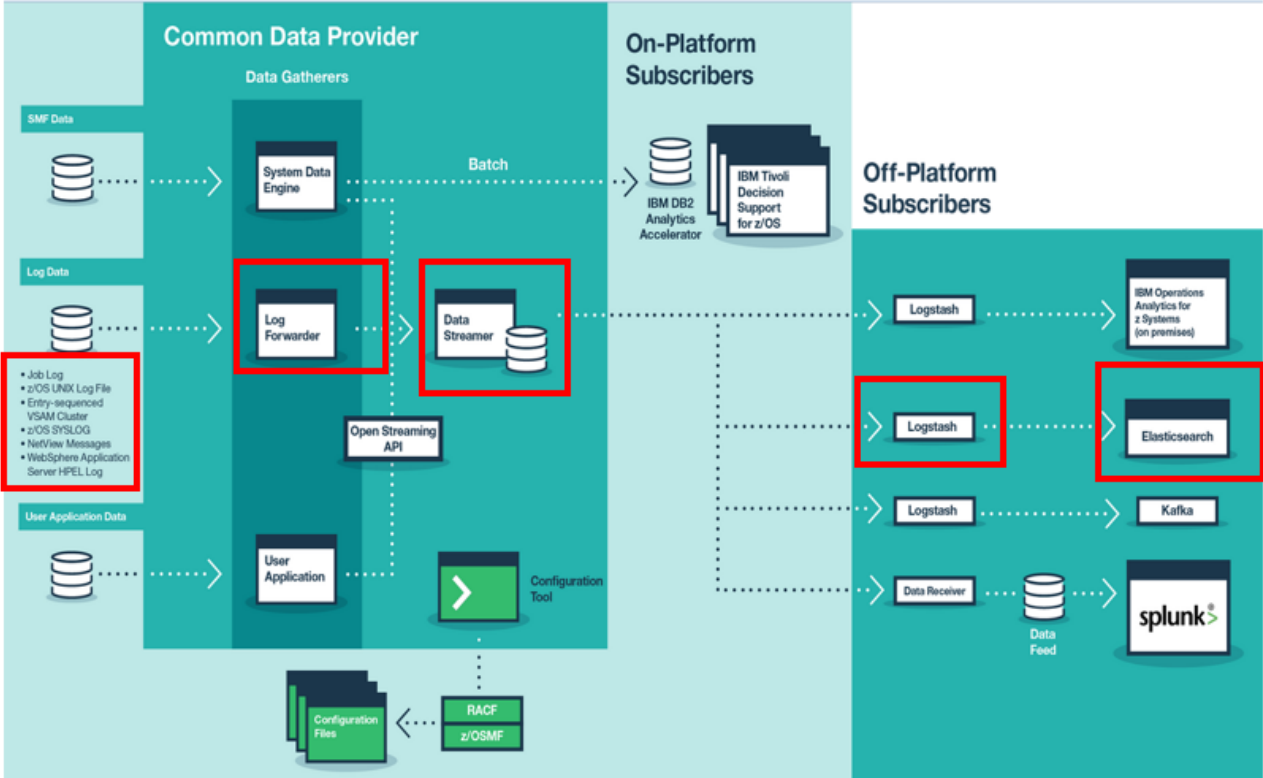 Common Data Provider
Data Gatherers
On-Platform
Subscribers
Off-Platform
Subscribers
SMF Data
System Data
Engine
Batch
IBM DB2
Analytics
Accelerator
IBM Tivoli
Decision
Support
for z/OS
Log Data
Log
Forwarder
Data
Streamer
Logstash
IBM Operations
Analytics for
z Systems
(on premises)
• Job Log
• z/OS UNIX Log File
• Entry-sequenced
VSAM Cluster
• z/OS SYSLOG
• NetView Messages
• WebSphere Application
Server HPEL Log
Open Streaming
API
Logstash
Elasticsearch
User Application Data
User
Application
Logstash
Kafka
Configuration
Tool
Data Receiver
Data
Feed
splunk>®
Configuration
Files
RACF
z/OSMF